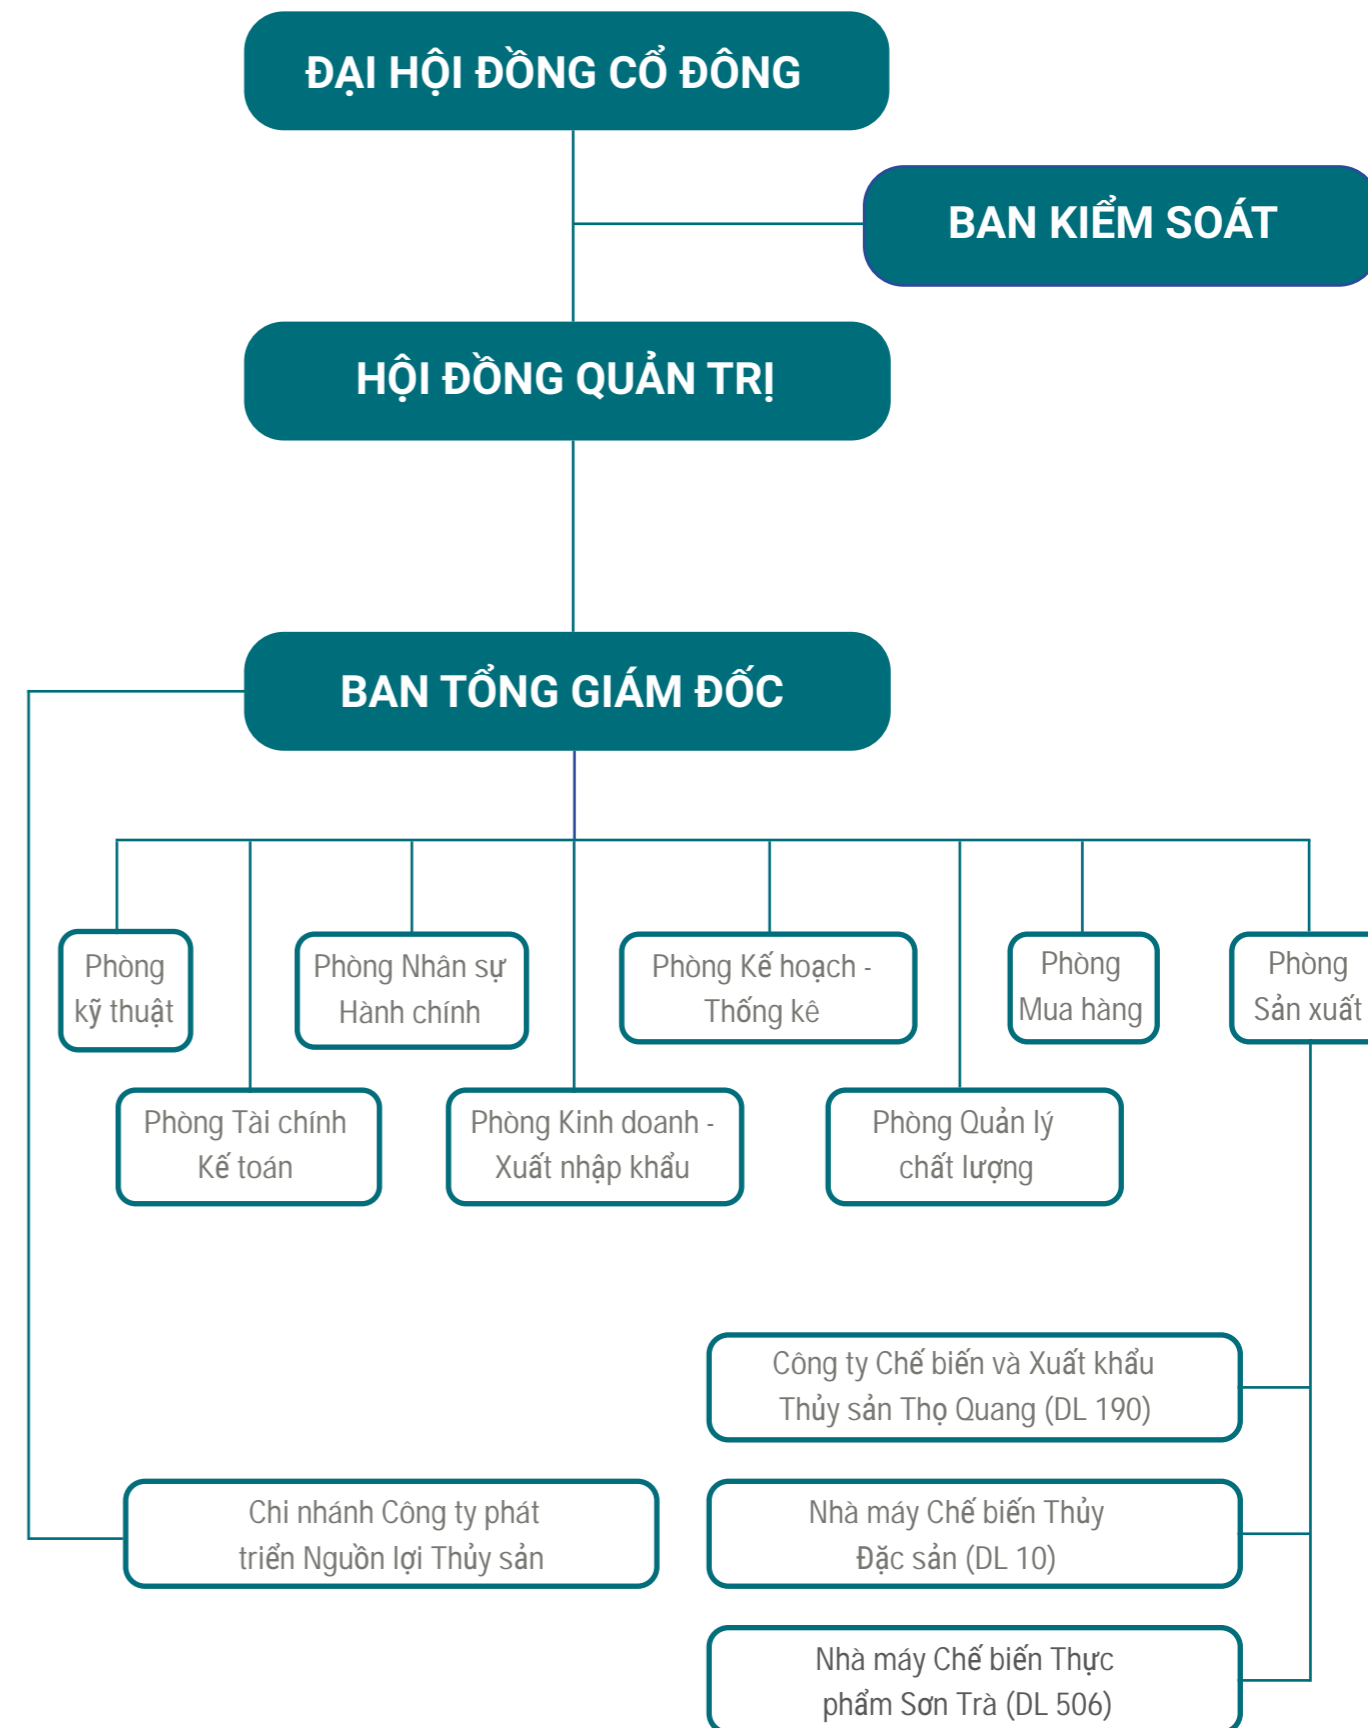 ĐẠI HỘI ĐỒNG CỔ ĐÔNG
BAN KIỂM SOÁT
HỘI ĐỒNG QUẢN TRỊ
BAN TỔNG GIÁM ĐỐC
Phòng
kỹ thuật
Phòng Nhân sự
Hành chính
Phòng Kế hoạch -
Thống kê
Phòng
Mua hàng
Phòng
Sản xuất
Phòng Tài chính
Kế toán
Phòng Kinh doanh -
Xuất nhập khẩu
Phòng Quản lý
chất lượng
Công ty Chế biến và Xuất khẩu
Thủy sản Thọ Quang (DL 190)
Chi nhánh Công ty phát
triển Nguồn lợi Thủy sản
Nhà máy Chế biến Thủy
Đặc sản (DL 10)
Nhà máy Chế biến Thực
phẩm Sơn Trà (DL 506)